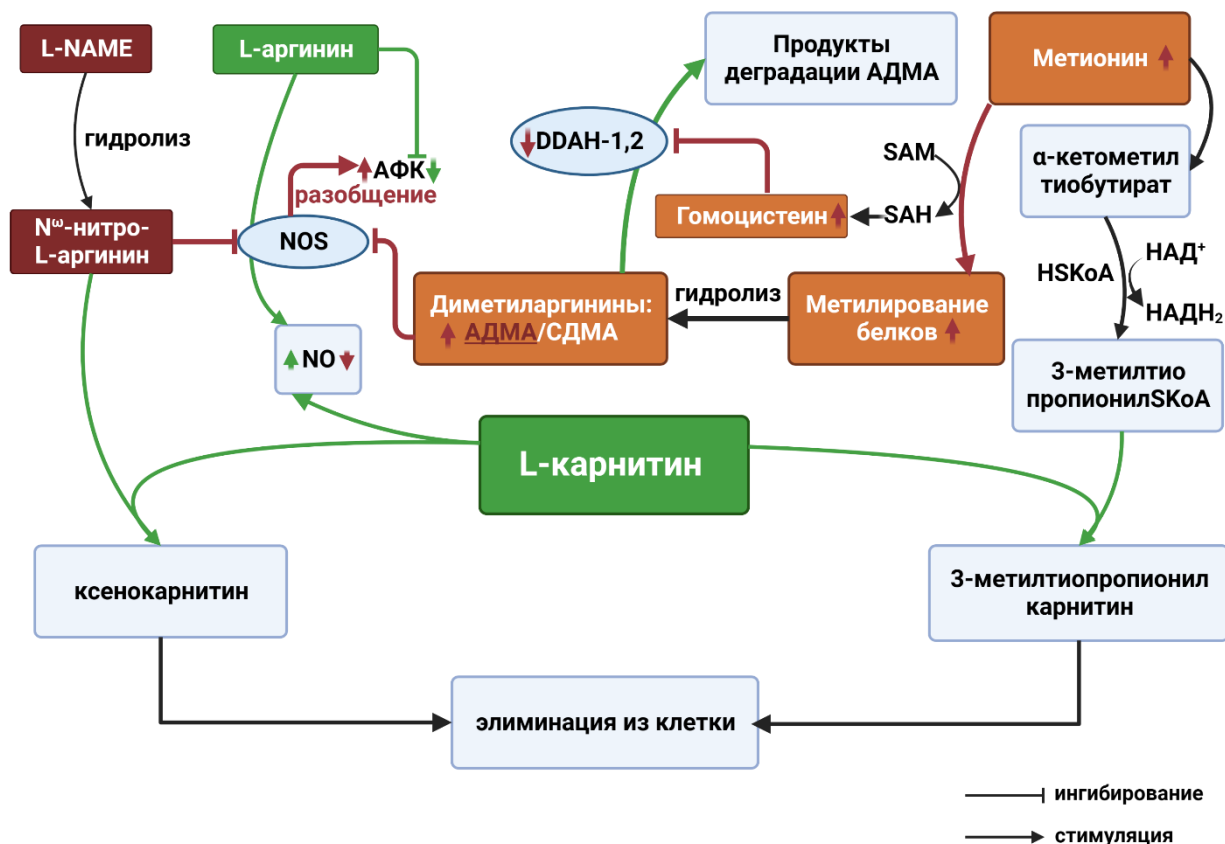 L-NAME
L-аргинин
Продукты
деградации АДМА
Метионин
гидролиз
DDAH-1,2
SAM
α-кетометил
тиобутират
АФК
разобщение
Гомоцистеин
SAH
Nω-нитро-
L-аргинин
NOS
HSKoA
НАД⁺
НАДН₂
Диметиларгинины:
АДМА/СДМА
гидролиз
Метилирование
белков
NO
3-метилтио
пропионилSKoA
L-карнитин
ксенокарнитин
3-метилтиопропионил
карнитин
элиминация из клетки
ингибирование
стимуляция